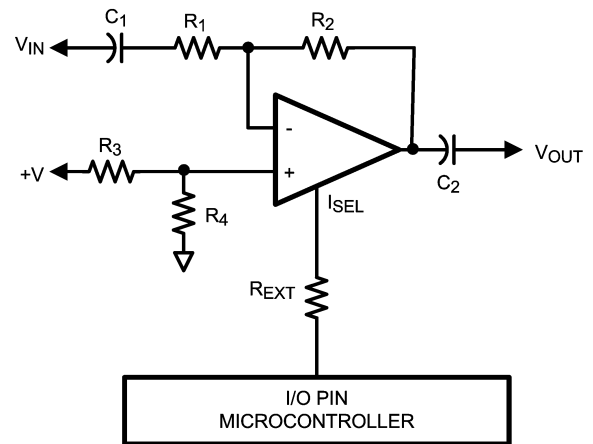 C1
R1
R2
VIN
-
R3
VOUT
+V
+
C2
ISEL
R4
REXT
I/O PIN
MICROCONTROLLER